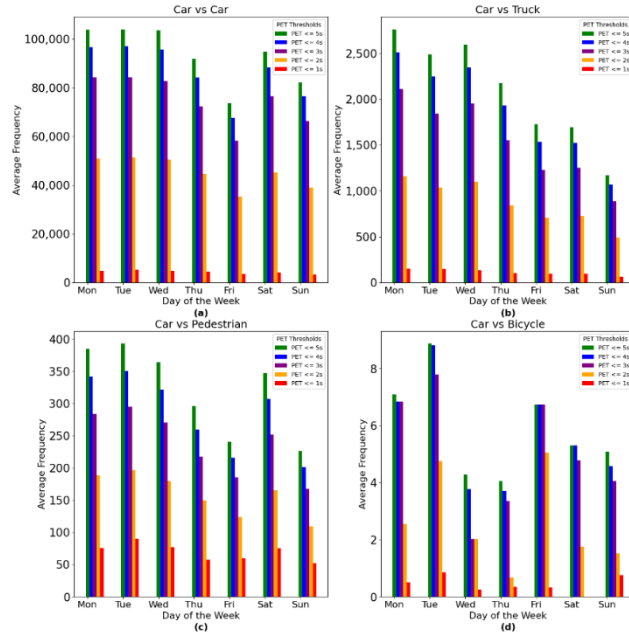 Car vs Car
PET Thresholds
PET <= 5s
PET <= 4s
PET <= 3s
PET <= 2s
PET <= 1s
100,000
80,000
60,000
40,000
20,000
0
Average Frequency
Mon Tue Wed Thu Fri Sat Sun
Day of the Week
(a)
Car vs Truck
PET Thresholds
PET <= 5s
PET <= 4s
PET <= 3s
PET <= 2s
PET <= 1s
2,500
2,000
1,500
1,000
500
0
Average Frequency
Mon Tue Wed Thu Fri Sat Sun
Day of the Week
(b)
Car vs Pedestrian
PET Thresholds
PET <= 5s
PET <= 4s
PET <= 3s
PET <= 2s
PET <= 1s
400
350
300
250
200
150
100
50
0
Average Frequency
Mon Tue Wed Thu Fri Sat Sun
Day of the Week
(c)
Car vs Bicycle
PET Thresholds
PET <= 5s
PET <= 4s
PET <= 3s
PET <= 2s
PET <= 1s
8
6
4
2
0
Average Frequency
Mon Tue Wed Thu Fri Sat Sun
Day of the Week
(d)